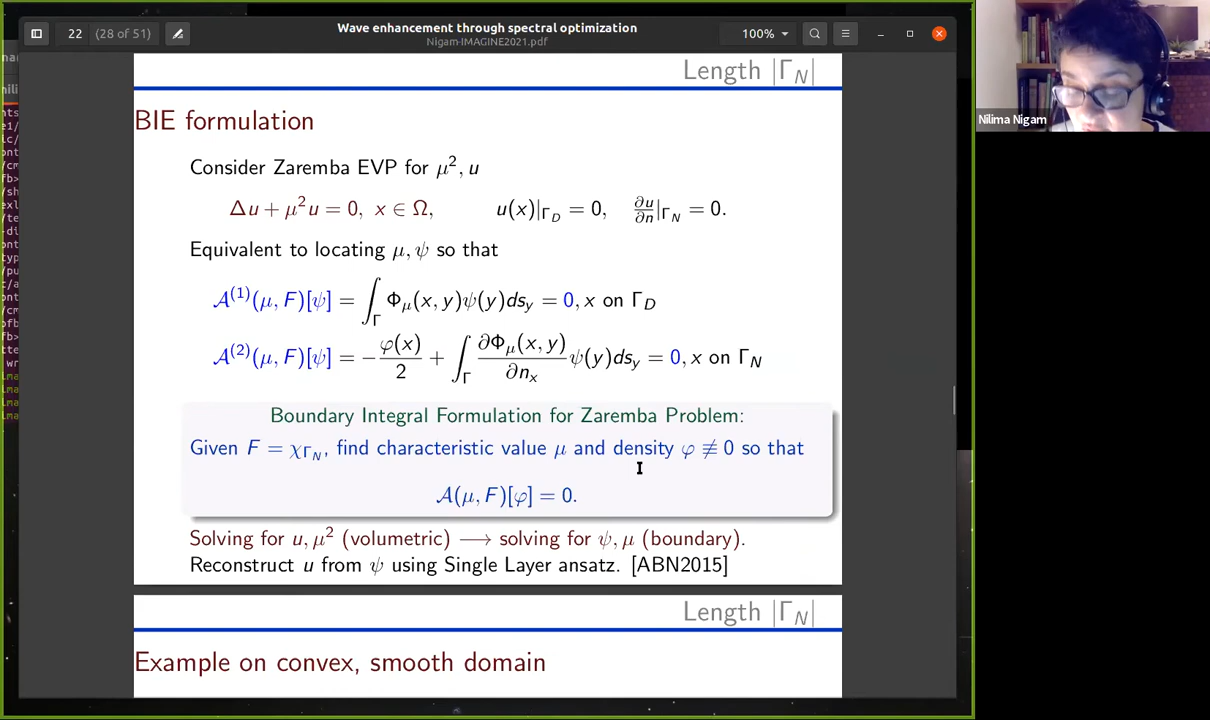 22 (28 of 51)
Wave enhancement through spectral optimization
Nigam-IMAGINE2021.pdf
100%
Length |Γ_N|
BIE formulation
Consider Zaremba EVP for μ², u
Δu + μ²u = 0, x ∈ Ω, u(x)|_{Γ_D} = 0, ∂u/∂n|_{Γ_N} = 0.
Equivalent to locating μ, ψ so that
𝒜^{(1)}(μ, F)[ψ] = ∫_Γ Φ_μ(x, y)ψ(y)ds_y = 0, x on Γ_D
𝒜^{(2)}(μ, F)[ψ] = −φ(x)/2 + ∫_Γ ∂Φ_μ(x, y)/∂n_x ψ(y)ds_y = 0, x on Γ_N
Boundary Integral Formulation for Zaremba Problem:
Given F = χ_{Γ_N}, find characteristic value μ and density φ ≢ 0 so that
𝒜(μ, F)[φ] = 0.
Solving for u, μ² (volumetric) ⟶ solving for ψ, μ (boundary).
Reconstruct u from ψ using Single Layer ansatz. [ABN2015]
Length |Γ_N|
Example on convex, smooth domain
Nilima Nigam